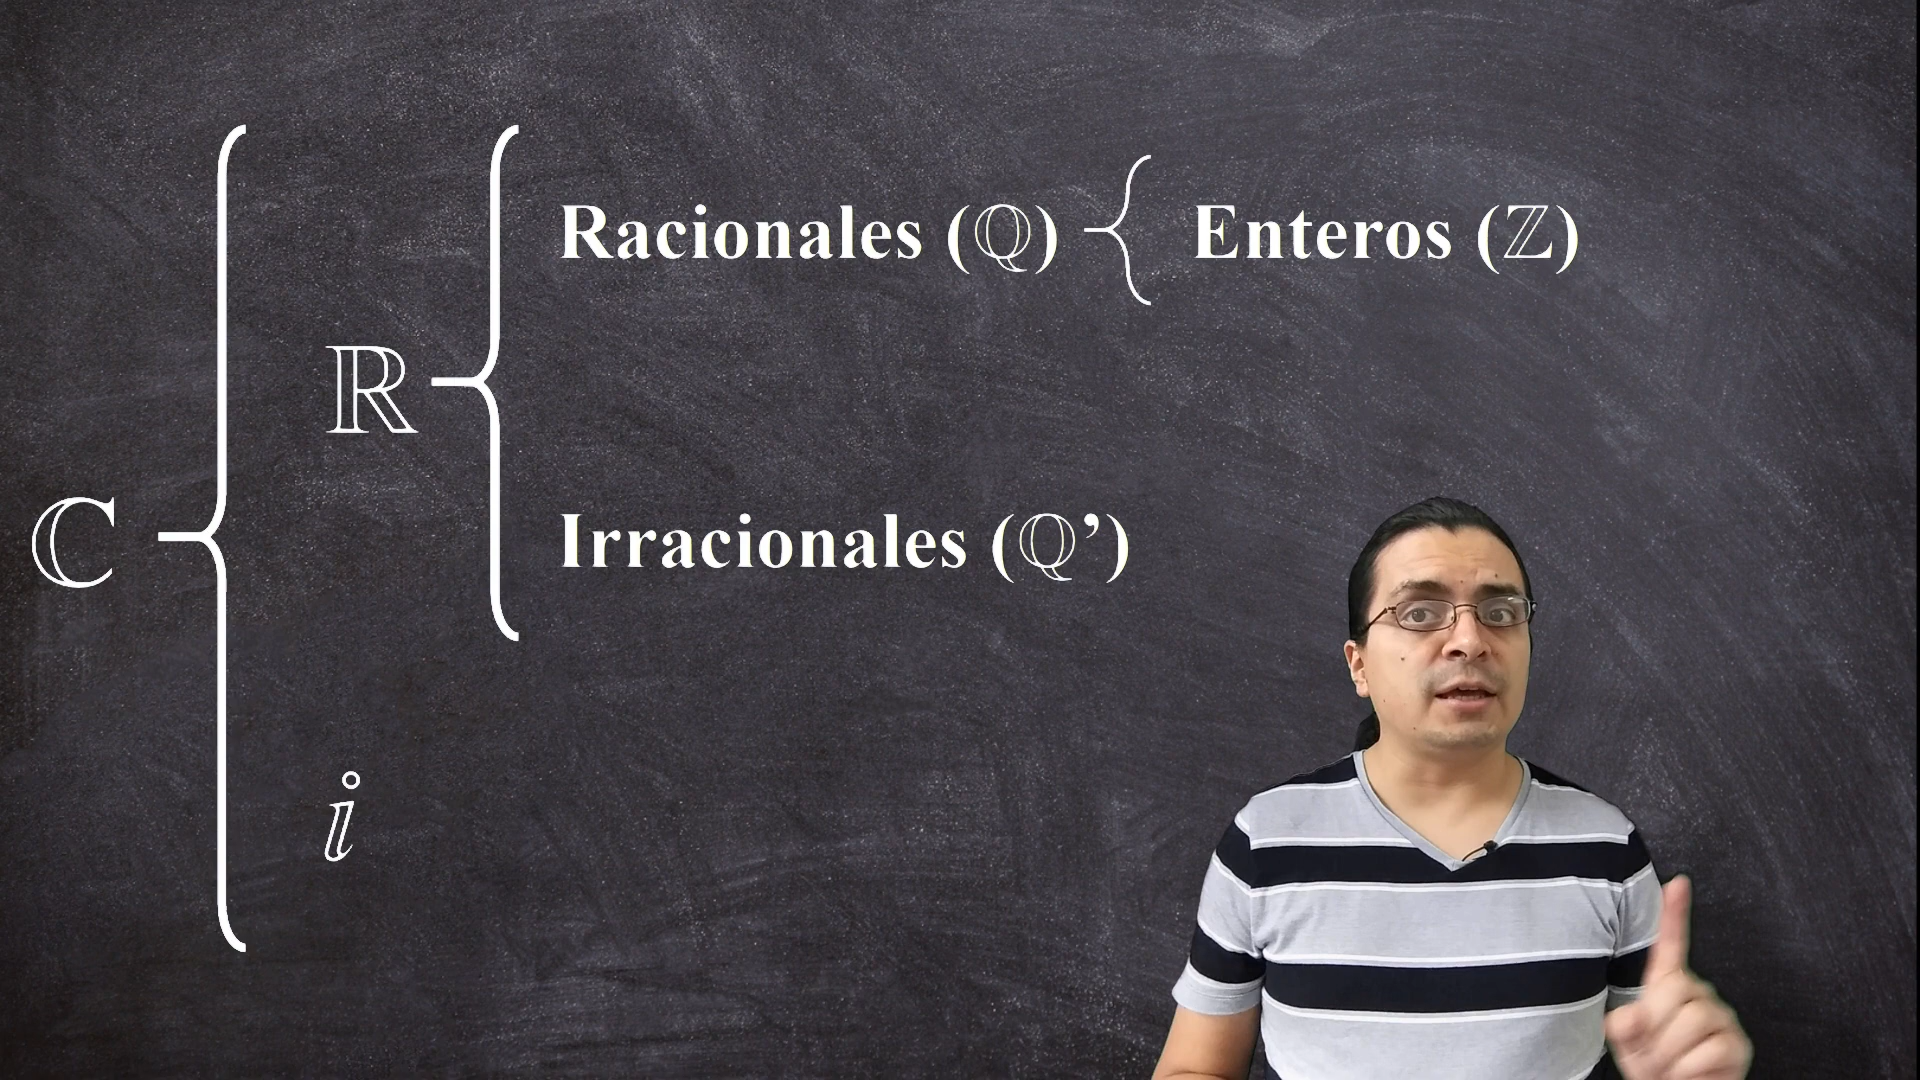 Racionales (ℚ)
Enteros (ℤ)
ℝ
Irracionales (ℚ’)
ℂ
i